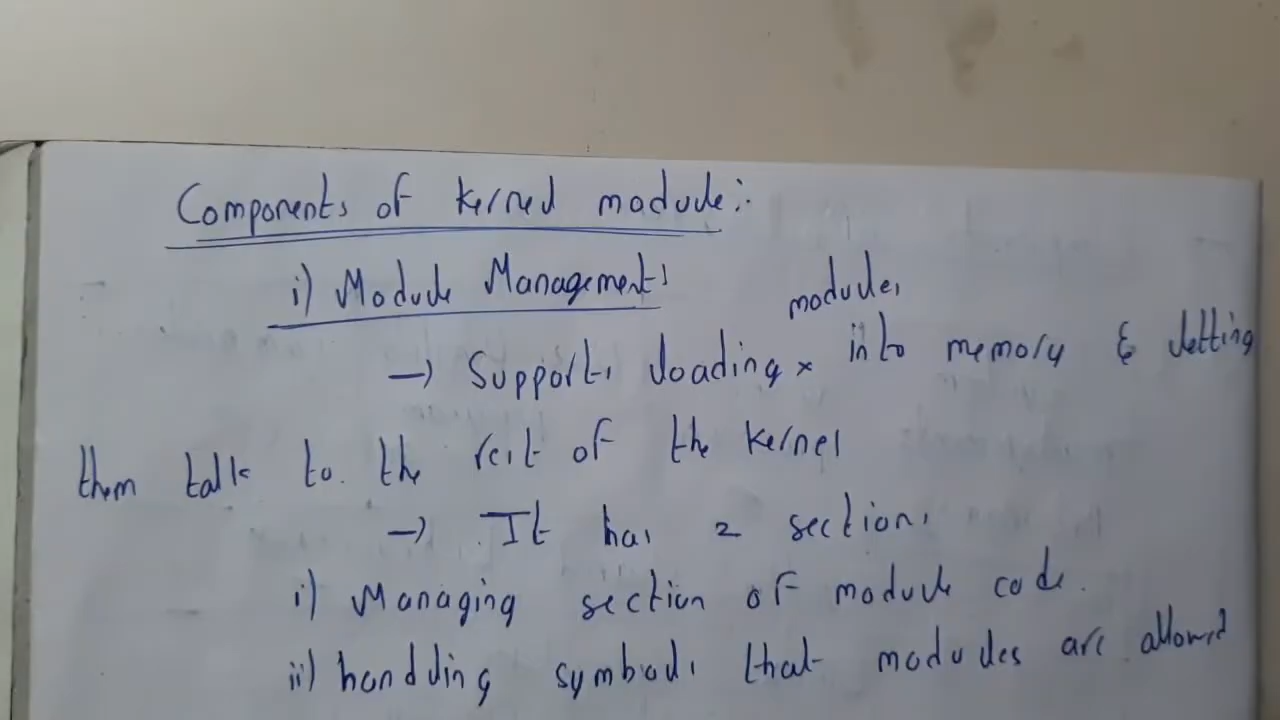 Components of kernel module:-
i) Module Management:
modules
→ Supports loading x into memory & letting
them talk to the rest of the kernel
→ It has 2 sections
i) Managing section of module code.
ii) handling symbols that modules are allowed